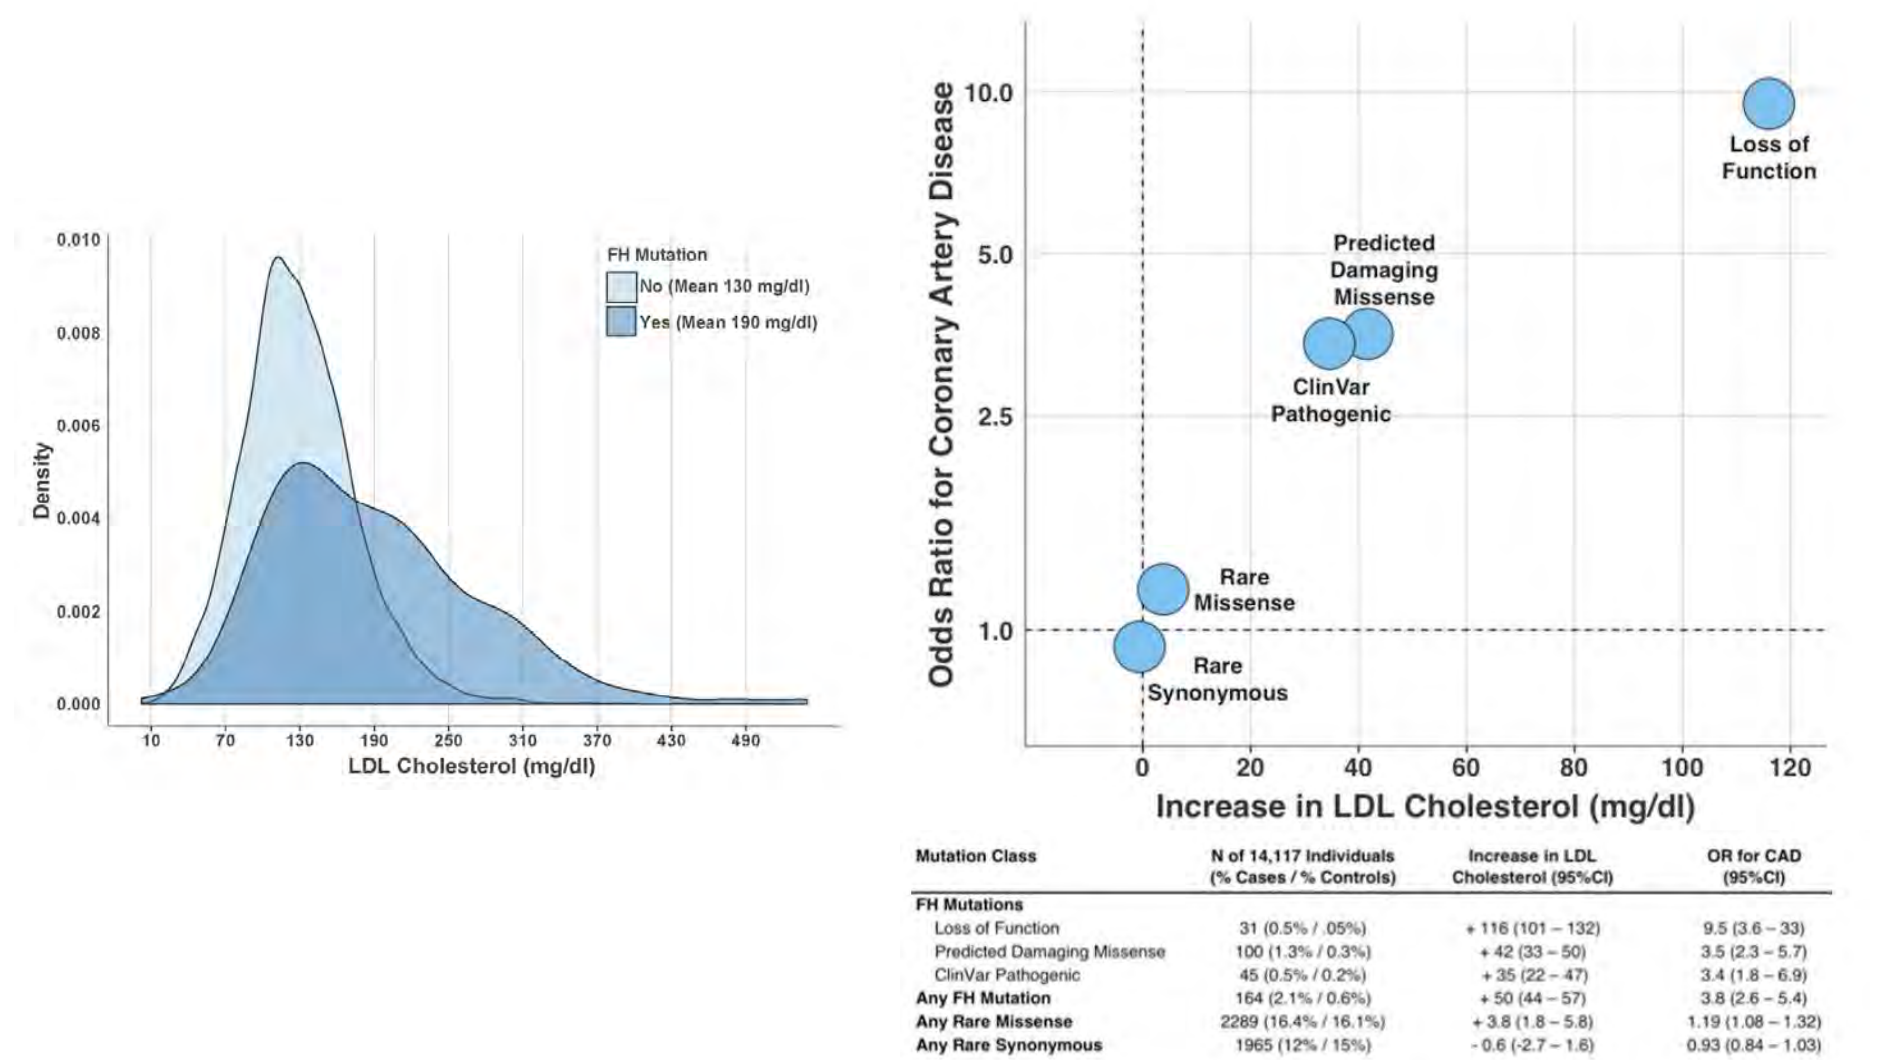 0.010
0.008
0.006
0.004
0.002
0.000
Density
FH Mutation
No (Mean 130 mg/dl)
Yes (Mean 190 mg/dl)
10 70 130 190 250 310 370 430 490
LDL Cholesterol (mg/dl)
Odds Ratio for Coronary Artery Disease
10.0
5.0
2.5
1.0
Loss of
Function
Predicted
Damaging
Missense
ClinVar
Pathogenic
Rare
Missense
Rare
Synonymous
0 20 40 60 80 100 120
Increase in LDL Cholesterol (mg/dl)
Mutation Class N of 14,117 Individuals Increase in LDL OR for CAD
(% Cases / % Controls) Cholesterol (95%CI) (95%CI)
FH Mutations
Loss of Function 31 (0.5% / .05%) + 116 (101 – 132) 9.5 (3.6 – 33)
Predicted Damaging Missense 100 (1.3% / 0.3%) + 42 (33 – 50) 3.5 (2.3 – 5.7)
ClinVar Pathogenic 45 (0.5% / 0.2%) + 35 (22 – 47) 3.4 (1.8 – 6.9)
Any FH Mutation 164 (2.1% / 0.6%) + 50 (44 – 57) 3.8 (2.6 – 5.4)
Any Rare Missense 2289 (16.4% / 16.1%) + 3.8 (1.8 – 5.8) 1.19 (1.08 – 1.32)
Any Rare Synonymous 1965 (12% / 15%) - 0.6 (-2.7 – 1.6) 0.93 (0.84 – 1.03)